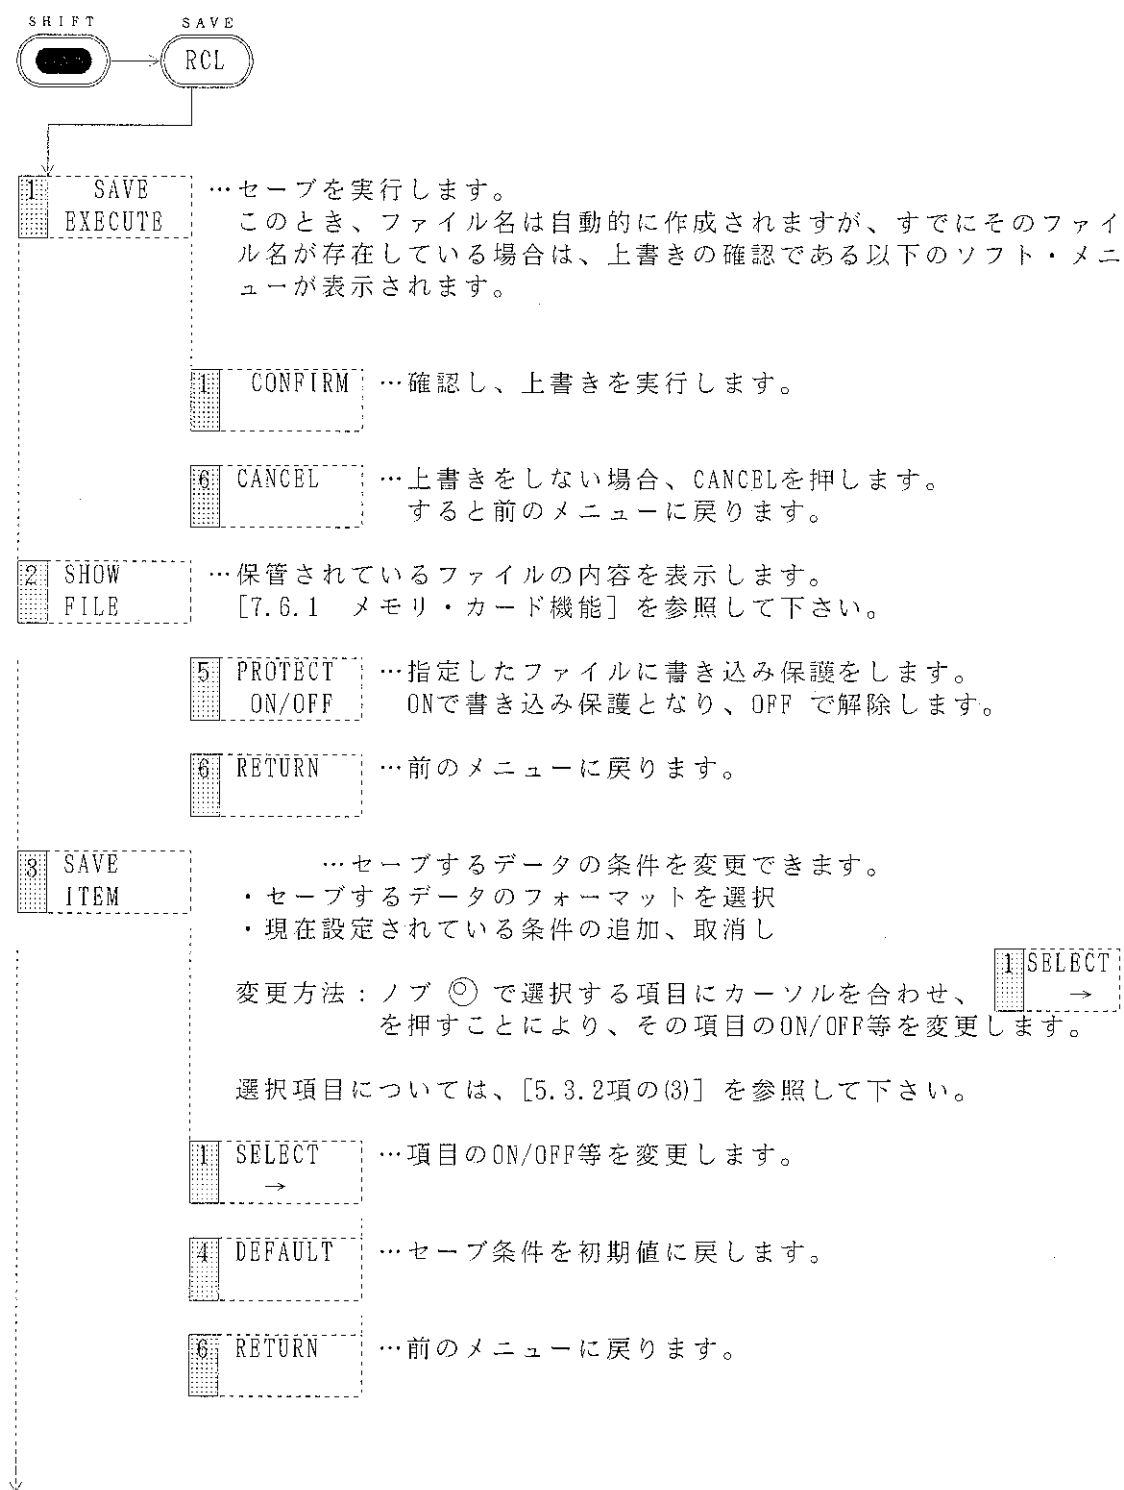 SHIFT SAVE
RCL
1 SAVE …セーブを実行します。
EXECUTE このとき、ファイル名は自動的に作成されますが、すでにそのファイ
ル名が存在している場合は、上書きの確認である以下のソフト・メニ
ューが表示されます。
1 CONFIRM …確認し、上書きを実行します。
6 CANCEL …上書きをしない場合、CANCELを押します。
すると前のメニューに戻ります。
2 SHOW …保管されているファイルの内容を表示します。
FILE [7.6.1 メモリ・カード機能] を参照して下さい。
5 PROTECT …指定したファイルに書き込み保護をします。
ON/OFF ONで書き込み保護となり、OFF で解除します。
6 RETURN …前のメニューに戻ります。
3 SAVE …セーブするデータの条件を変更できます。
ITEM ・セーブするデータのフォーマットを選択
・現在設定されている条件の追加、取消し
変更方法：ノブ ◎ で選択する項目にカーソルを合わせ、 1 SELECT
→
を押すことにより、その項目のON/OFF等を変更します。
選択項目については、[5.3.2項の(3)] を参照して下さい。
1 SELECT …項目のON/OFF等を変更します。
→
4 DEFAULT …セーブ条件を初期値に戻します。
6 RETURN …前のメニューに戻ります。